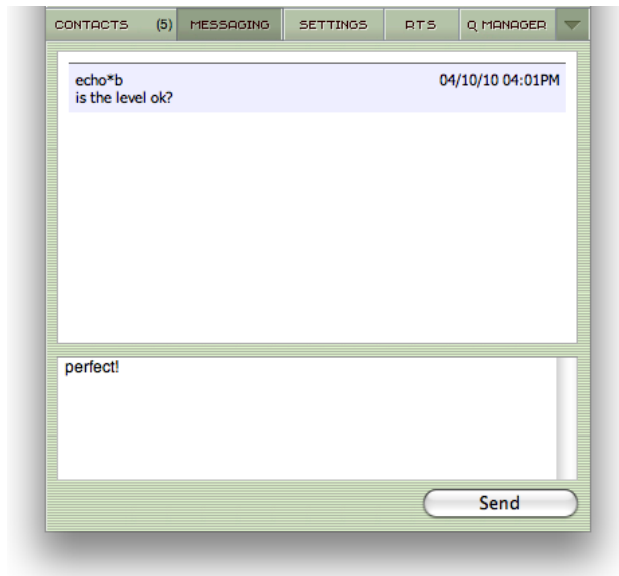 CONTACTS (5) MESSAGING SETTINGS RTS Q MANAGER
echo*b 04/10/10 04:01PM
is the level ok?
perfect!
Send